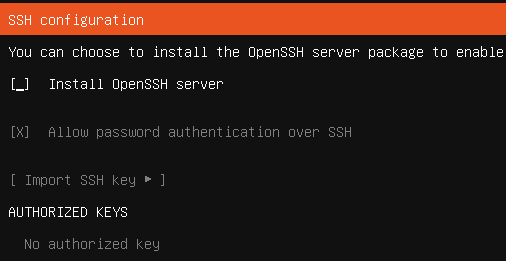 SSH configuration
You can choose to install the OpenSSH server package to enable
[_]  Install OpenSSH server
[X]  Allow password authentication over SSH
[ Import SSH key ▸ ]
AUTHORIZED KEYS
No authorized key